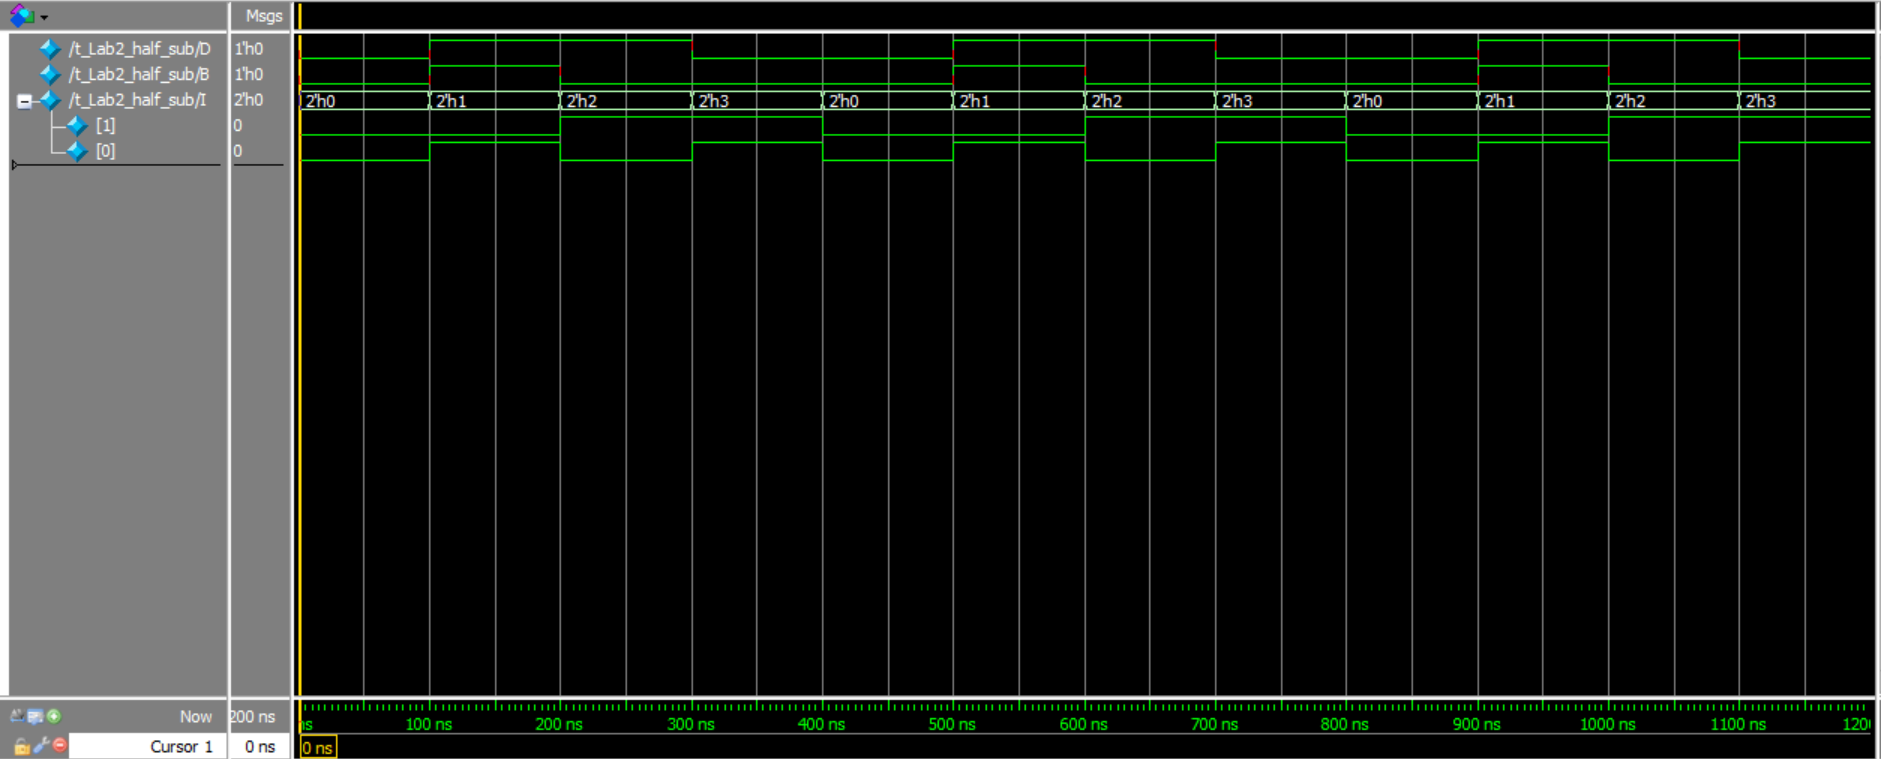 Msgs
/t_Lab2_half_sub/D 1'h0
/t_Lab2_half_sub/B 1'h0
/t_Lab2_half_sub/I 2'h0 2'h0 2'h1 2'h2 2'h3 2'h0 2'h1 2'h2 2'h3 2'h0 2'h1 2'h2 2'h3
[1] 0
[0] 0
Now 200 ns ns 100 ns 200 ns 300 ns 400 ns 500 ns 600 ns 700 ns 800 ns 900 ns 1000 ns 1100 ns 120
Cursor 1 0 ns 0 ns